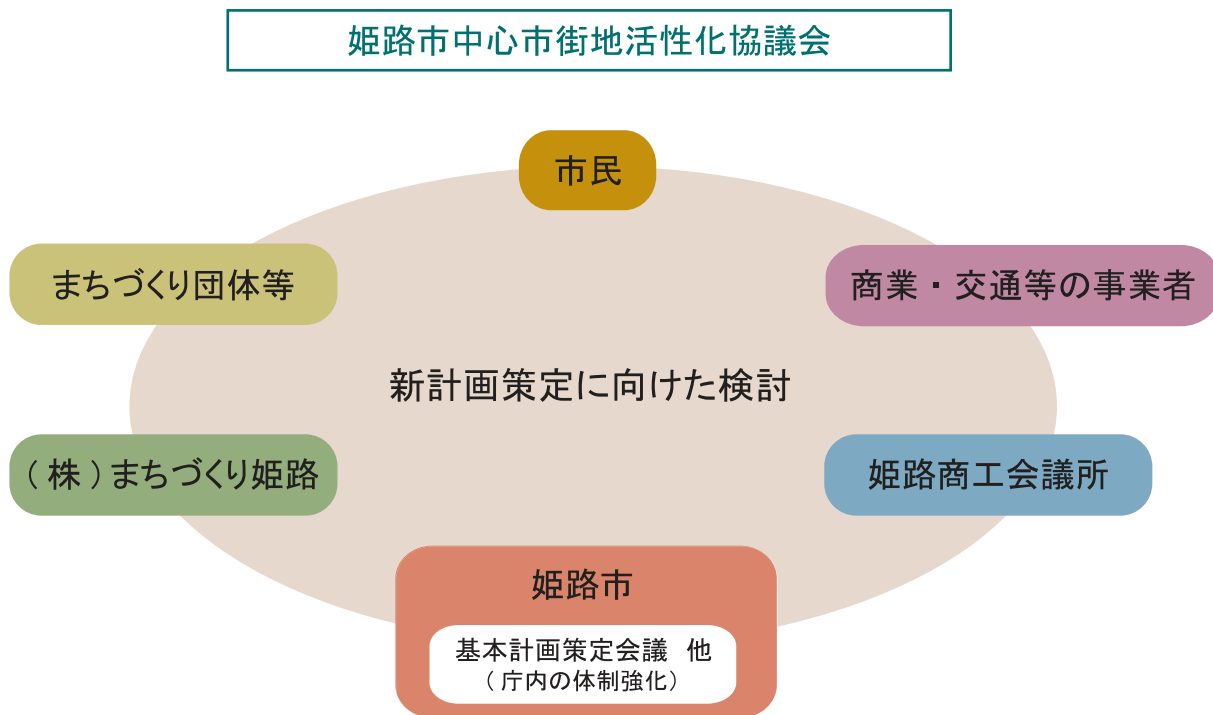 姫路市中心市街地活性化協議会
市民
まちづくり団体等
商業・交通等の事業者
新計画策定に向けた検討
(株)まちづくり姫路
姫路商工会議所
姫路市
基本計画策定会議　他
(庁内の体制強化)